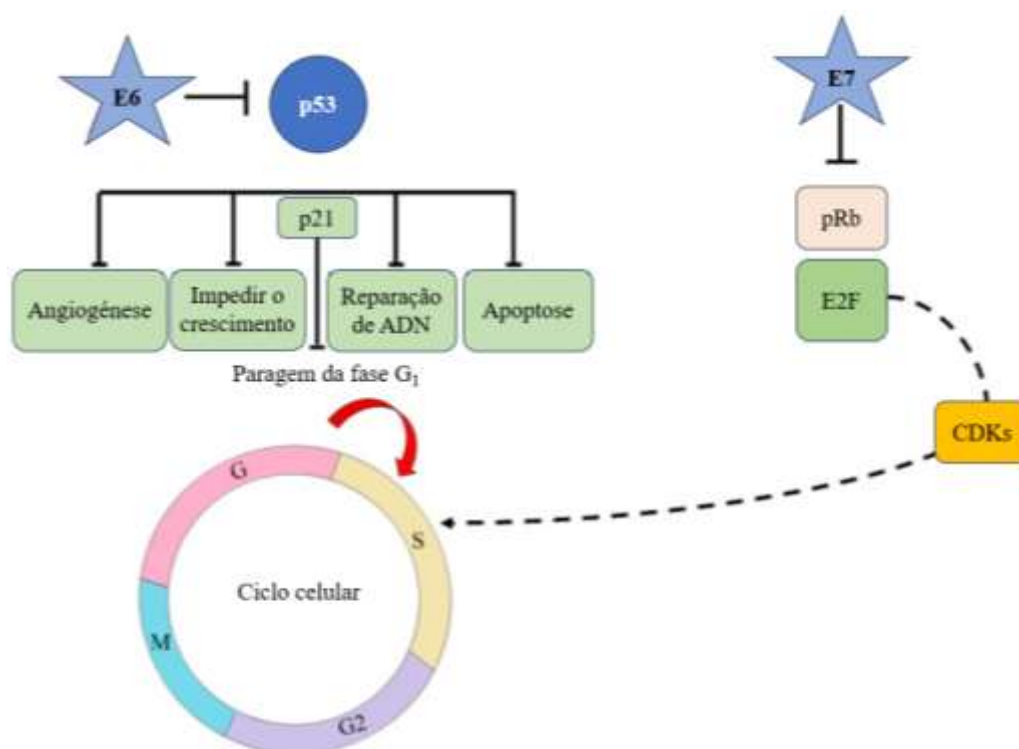 E6
p53
E7
p21
pRb
Angiogénese
Impedir o
crescimento
Reparação
de ADN
Apoptose
E2F
Paragem da fase G₁
CDKs
G
S
Ciclo celular
M
G2